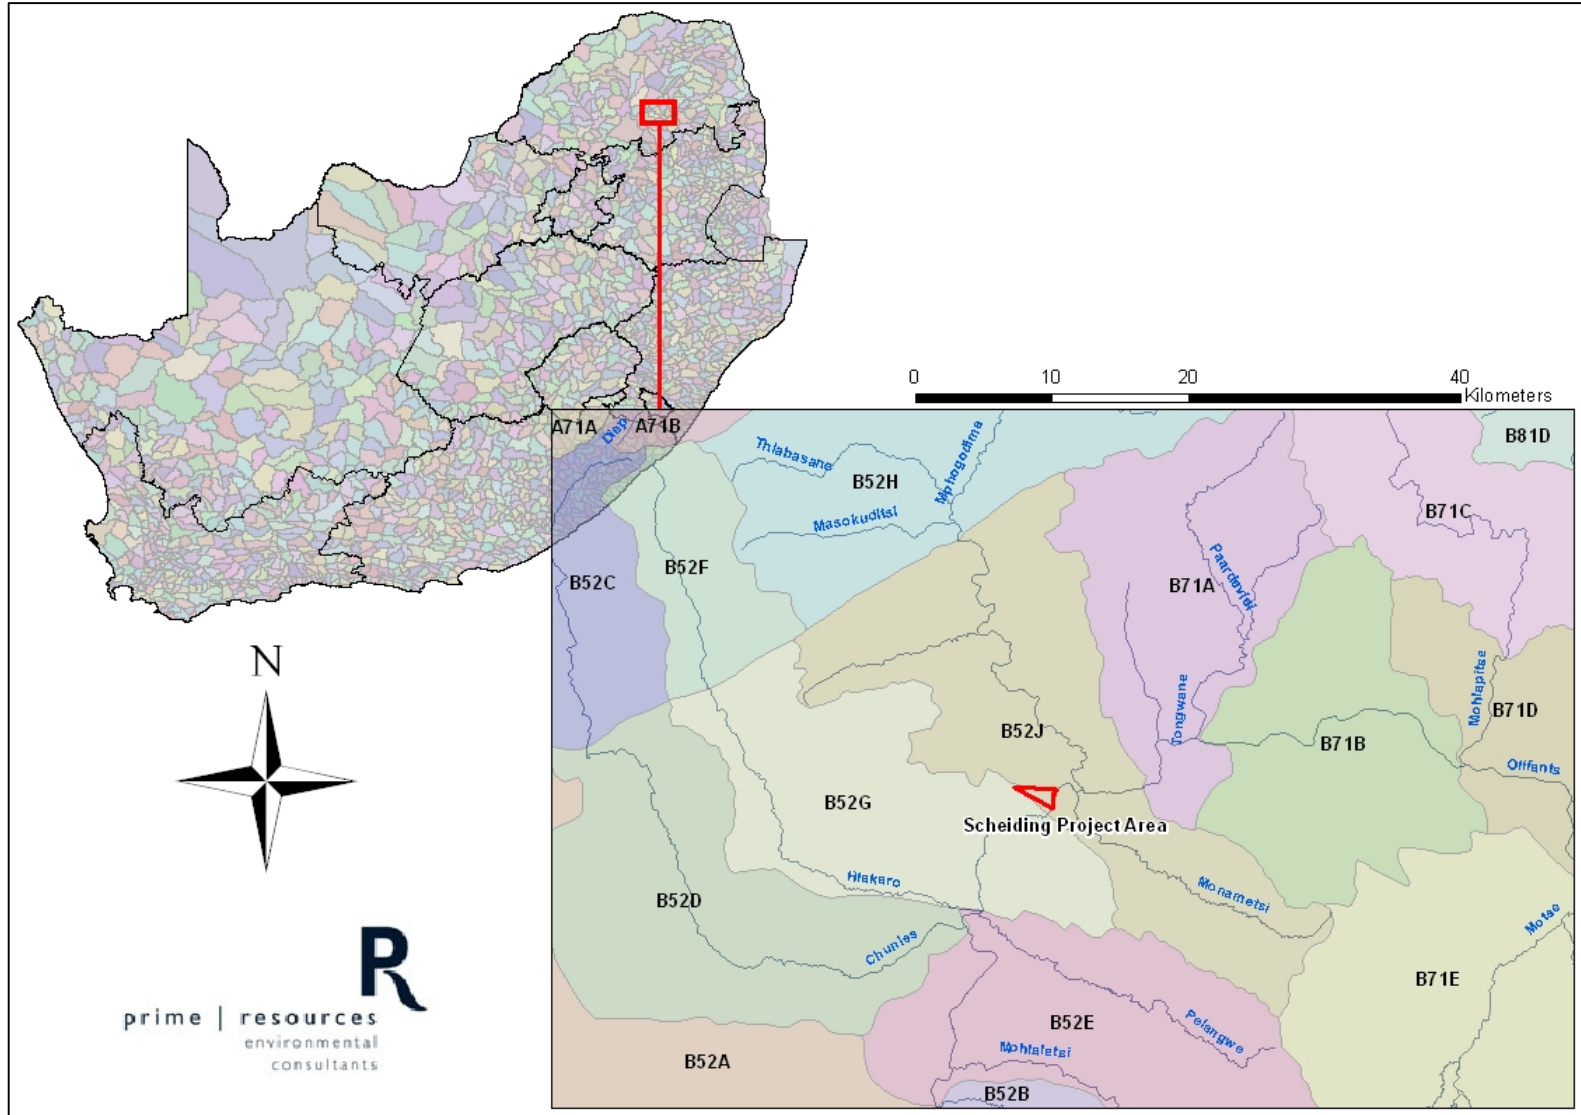 0 10 20 40
Kilometers
A71A
Diep
A71B
B81D
Thlabasane
B52H
Mphogodima
Masokuditsi
B71C
B52C
B52F
B71A
Paardevlei
Tongwane
Mohlapitse
B71D
B52J
B71B
Olifants
B52G
Scheiding Project Area
N
Hlakaro
Monametsi
B52D
Chunies
Motse
B71E
B52E
Pelangwe
Mohlaletsi
B52A
B52B
R
prime | resources
environmental
consultants